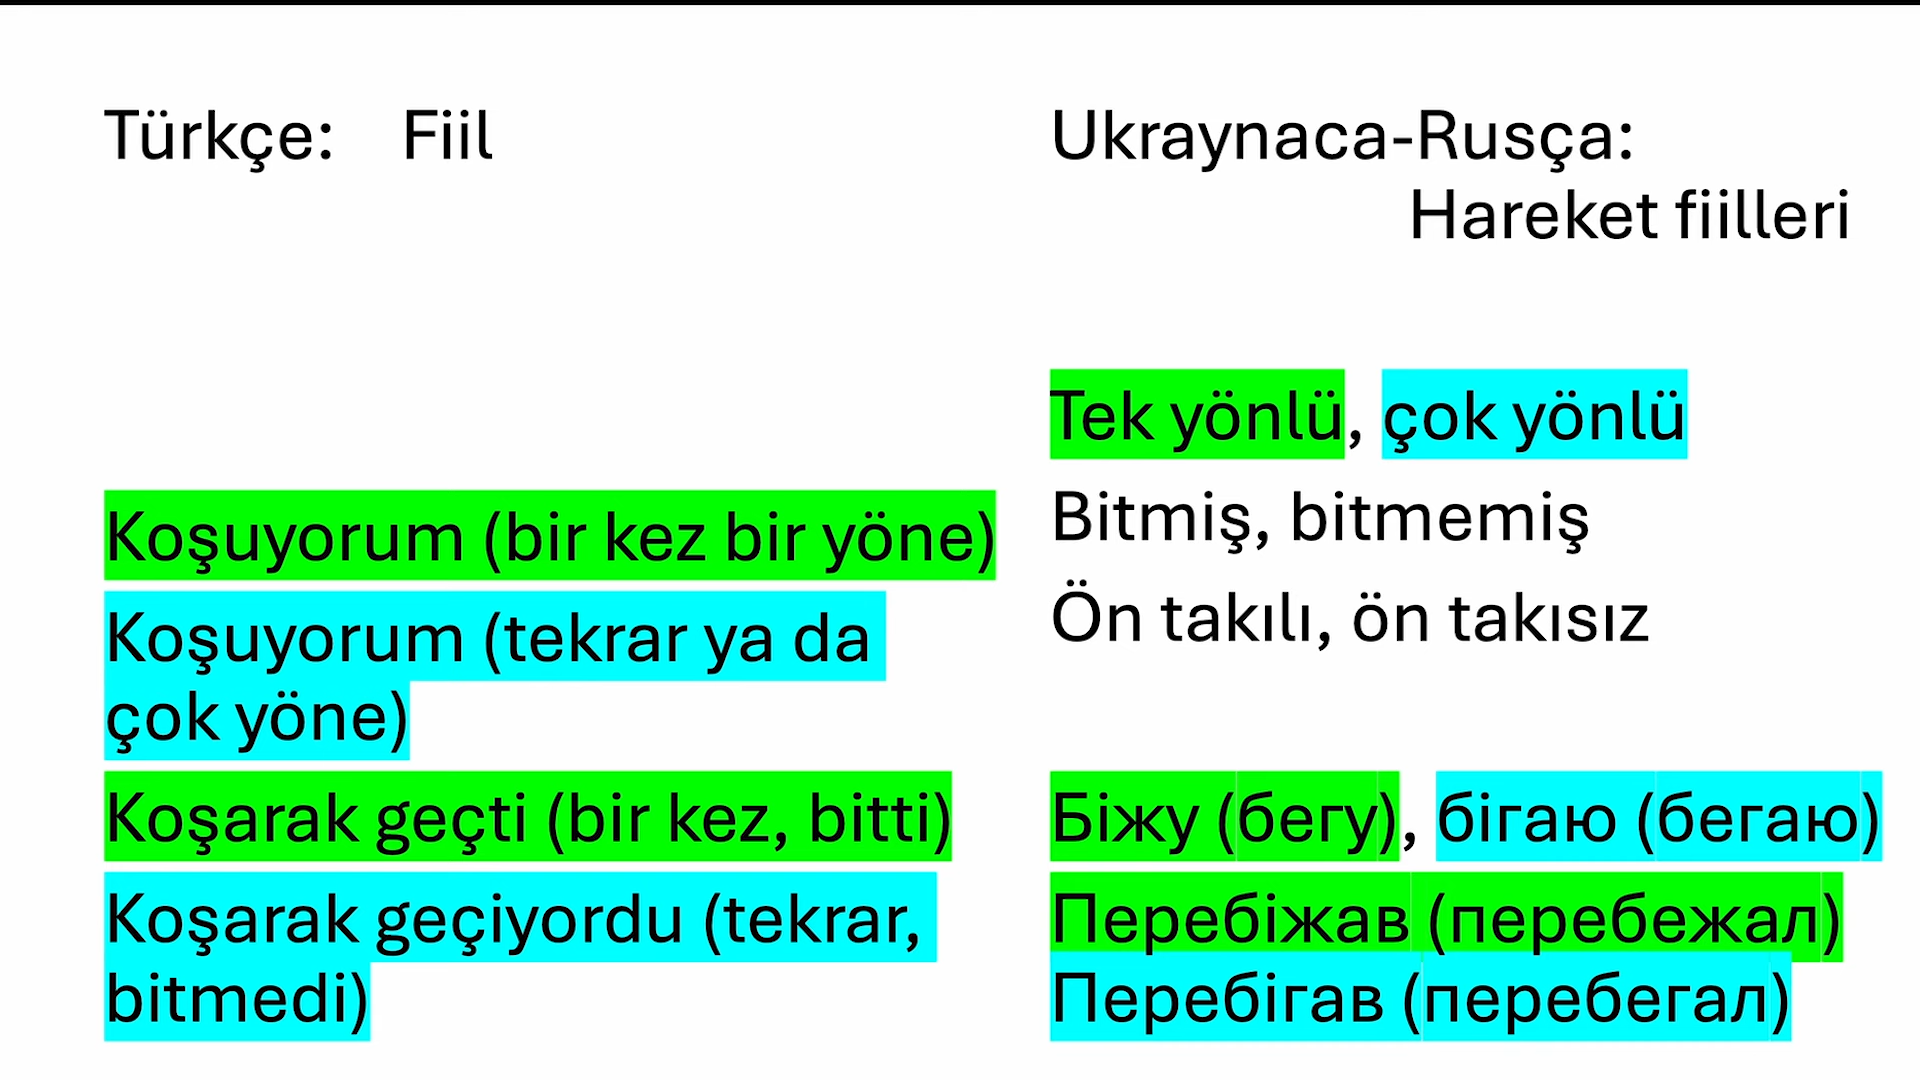 Türkçe: Fiil
Koşuyorum (bir kez bir yöne)
Koşuyorum (tekrar ya da
çok yöne)
Koşarak geçti (bir kez, bitti)
Koşarak geçiyordu (tekrar,
bitmedi)
Ukraynaca-Rusça:
Hareket fiilleri
Tek yönlü, çok yönlü
Bitmiş, bitmemiş
Ön takılı, ön takısız
Біжу (бегу), бігаю (бегаю)
Перебіжав (перебежал)
Перебігав (перебегал)